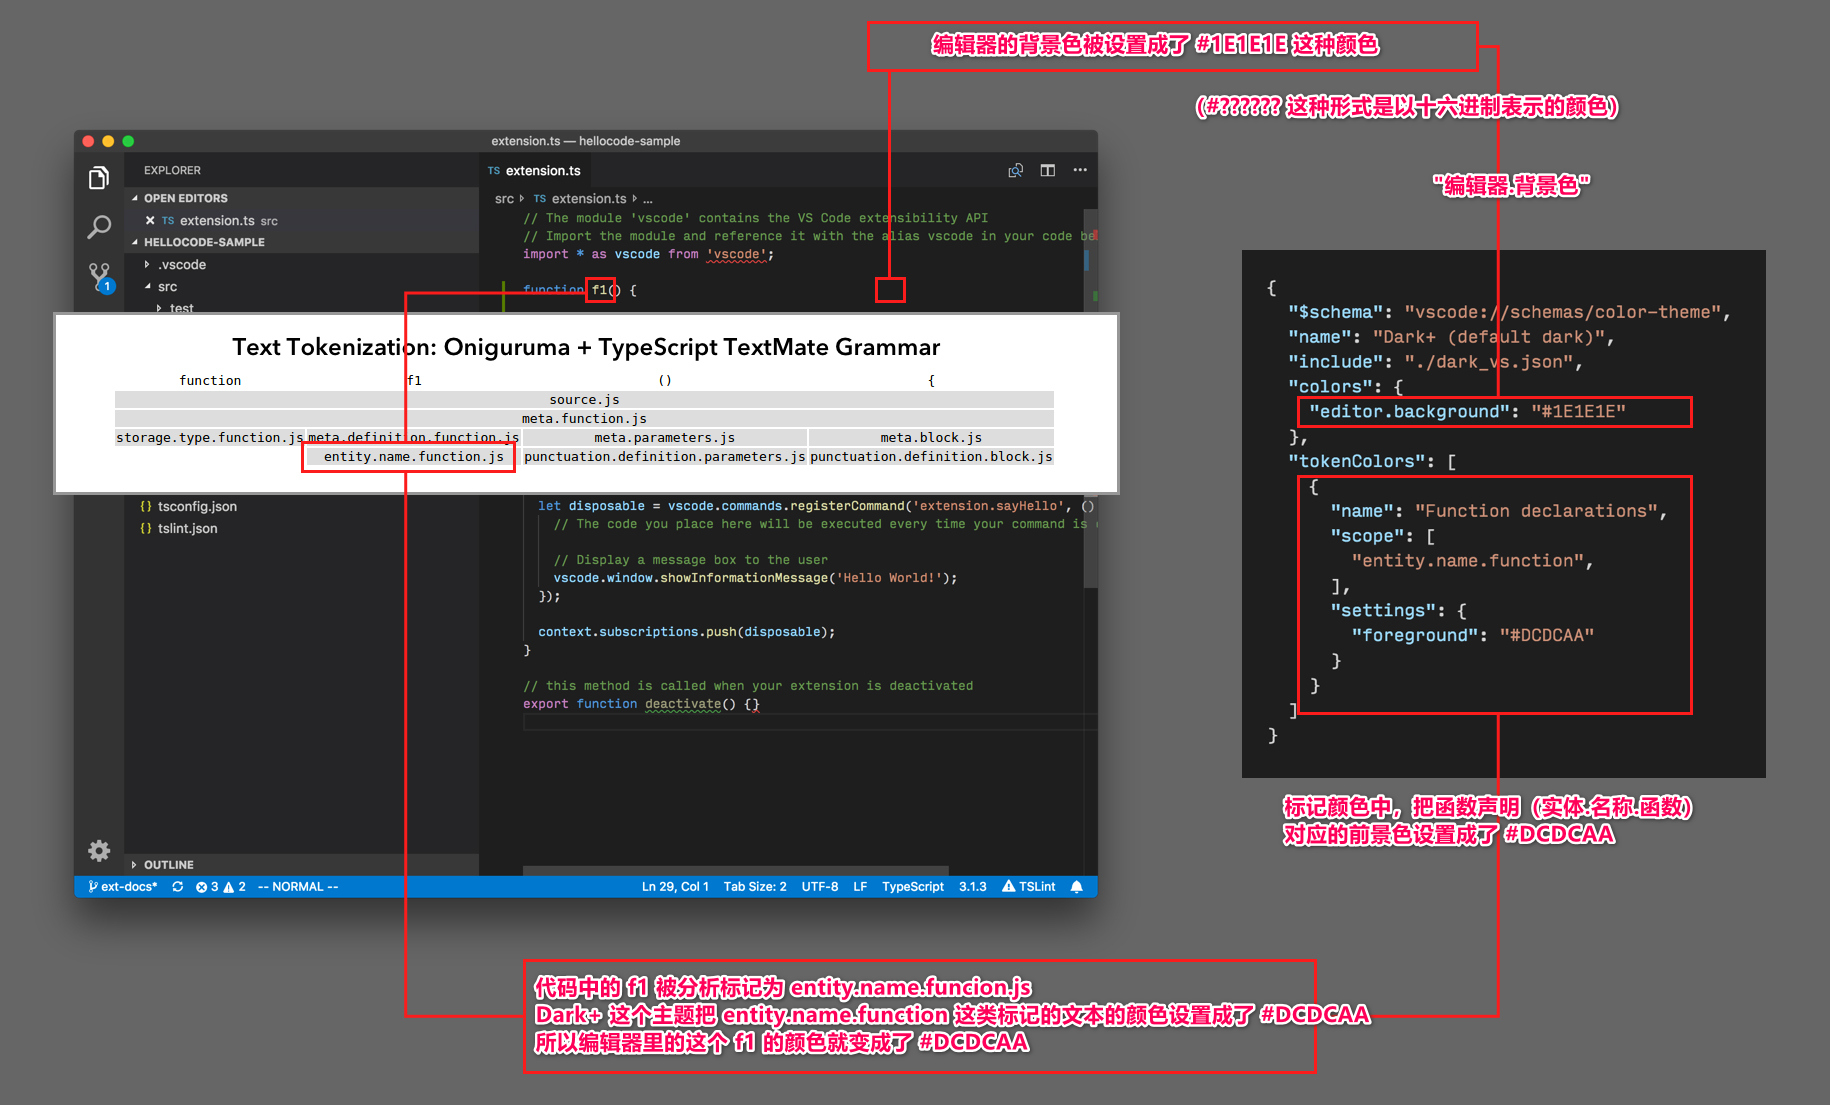 编辑器的背景色被设置成了 #1E1E1E 这种颜色
(#?????? 这种形式是以十六进制表示的颜色)
"编辑器.背景色"
extension.ts — hellocode-sample
EXPLORER
OPEN EDITORS
TS extension.ts src
HELLOCODE-SAMPLE
.vscode
src
test
1
TS extension.ts
src TS extension.ts ...
// The module 'vscode' contains the VS Code extensibility API
// Import the module and reference it with the alias vscode in your code be
import * as vscode from 'vscode';
function f1() {
Text Tokenization: Oniguruma + TypeScript TextMate Grammar
function f1 () {
source.js
meta.function.js
storage.type.function.js meta.definition.function.js meta.parameters.js meta.block.js
entity.name.function.js punctuation.definition.parameters.js punctuation.definition.block.js
{} tsconfig.json
{} tslint.json
let disposable = vscode.commands.registerCommand('extension.sayHello', ()
// The code you place here will be executed every time your command is
// Display a message box to the user
vscode.window.showInformationMessage('Hello World!');
});
context.subscriptions.push(disposable);
}
// this method is called when your extension is deactivated
export function deactivate() {}
OUTLINE
ext-docs* 3 2 -- NORMAL -- Ln 29, Col 1 Tab Size: 2 UTF-8 LF TypeScript 3.1.3 TSLint
{
"$schema": "vscode://schemas/color-theme",
"name": "Dark+ (default dark)",
"include": "./dark_vs.json",
"colors": {
"editor.background": "#1E1E1E"
},
"tokenColors": [
{
"name": "Function declarations",
"scope": [
"entity.name.function",
],
"settings": {
"foreground": "#DCDCAA"
}
}
]
}
标记颜色中，把函数声明（实体.名称.函数）
对应的前景色设置成了 #DCDCAA
代码中的 f1 被分析标记为 entity.name.funcion.js
Dark+ 这个主题把 entity.name.function 这类标记的文本的颜色设置成了 #DCDCAA
所以编辑器里的这个 f1 的颜色就变成了 #DCDCAA